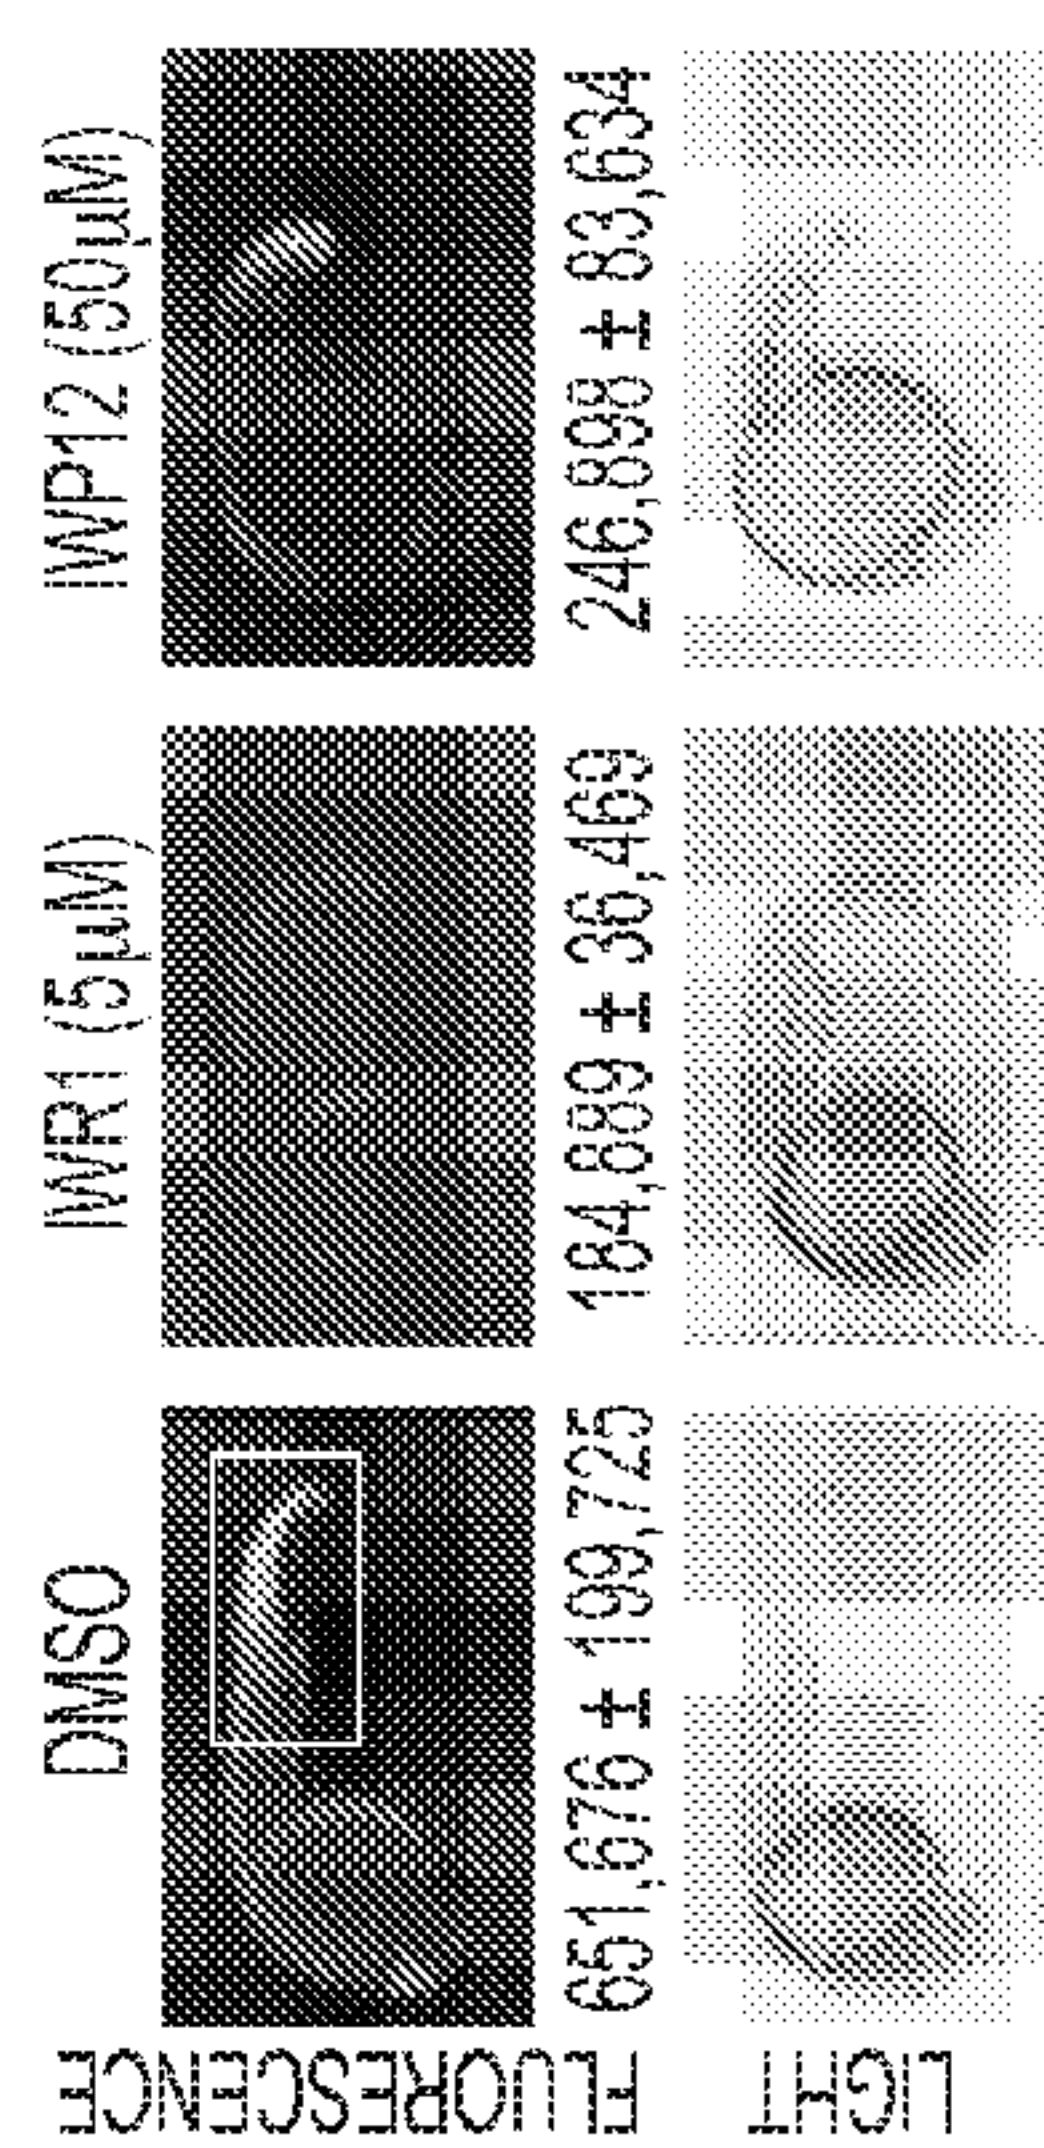 DMSO
IWR1 (5µM)
IWP12 (50µM)
FLUORESCENCE
651,676 ± 199,725
184,889 ± 36,469
246,898 ± 83,634
LIGHT